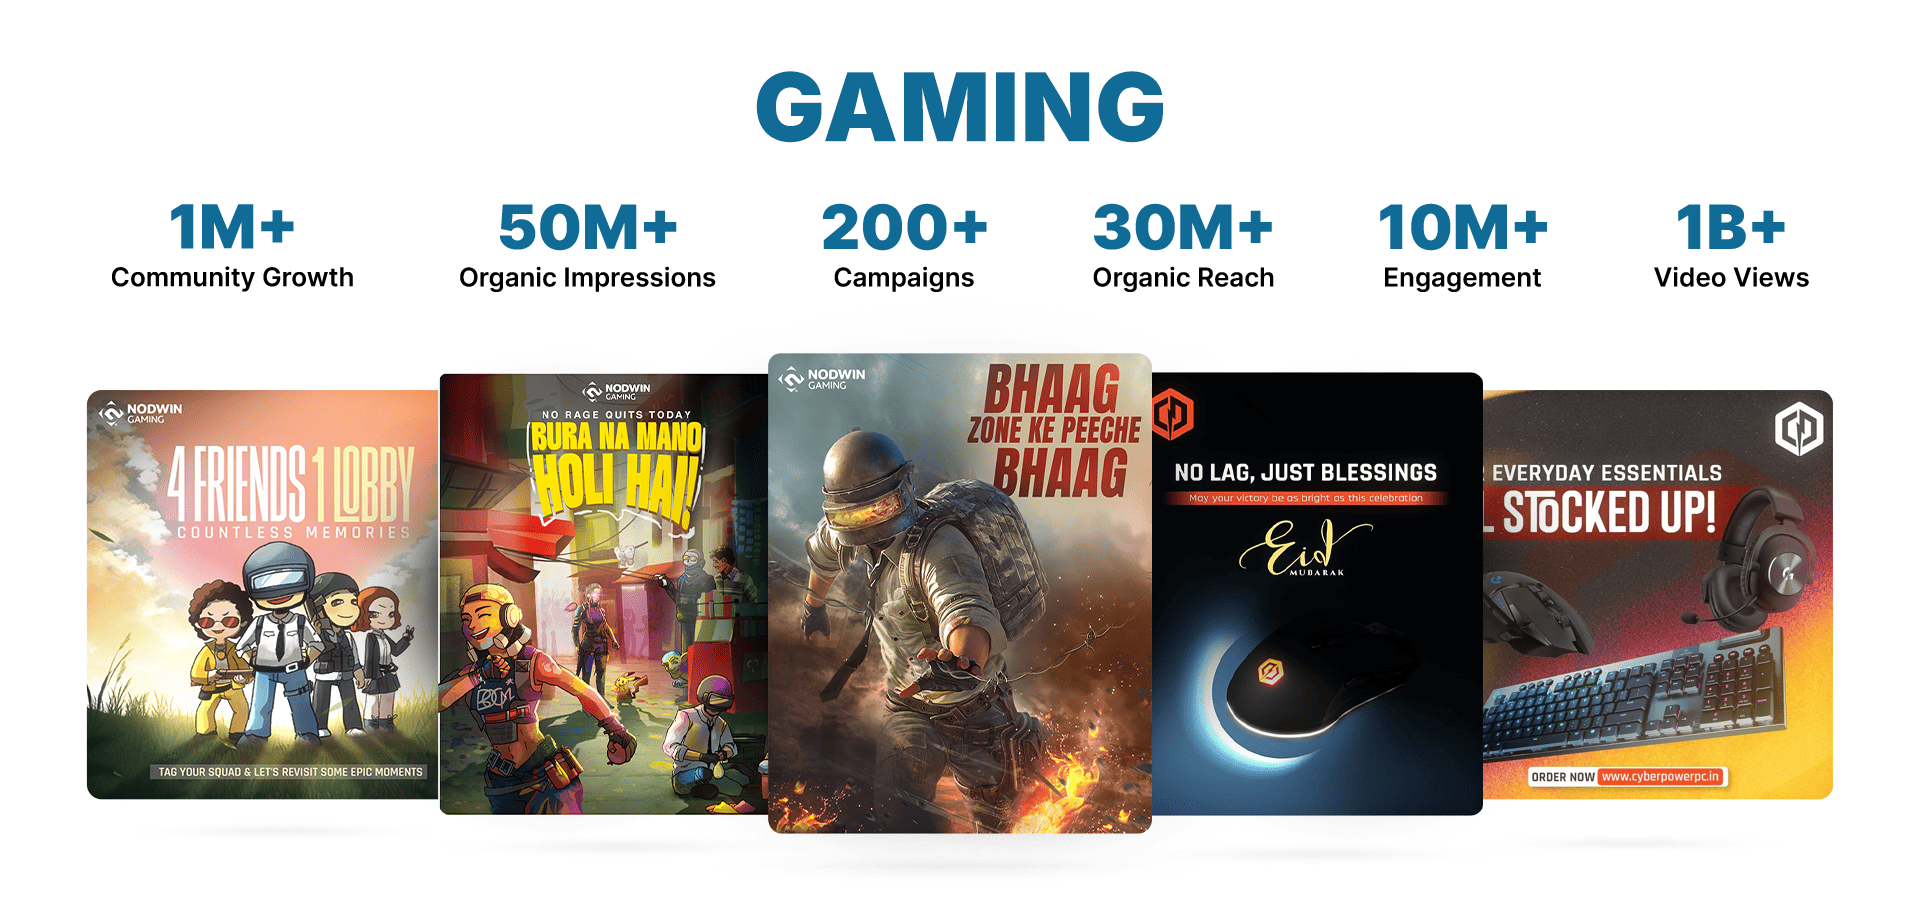 GAMING
1M+
Community Growth
50M+
Organic Impressions
200+
Campaigns
30M+
Organic Reach
10M+
Engagement
1B+
Video Views
NODWIN
GAMING
4 FRIENDS 1 LOBBY
COUNTLESS MEMORIES
TAG YOUR SQUAD & LET'S REVISIT SOME EPIC MOMENTS
NODWIN
GAMING
NO RAGE QUITS TODAY
BURA NA MANO
HOLI HAI!
NODWIN
GAMING
BHAAG
ZONE KE PEECHE
BHAAG
NO LAG, JUST BLESSINGS
May your victory be as bright as this celebration
Eid
MUBARAK
EVERYDAY ESSENTIALS
STOCKED UP!
ORDER NOW www.cyberpowerpc.in